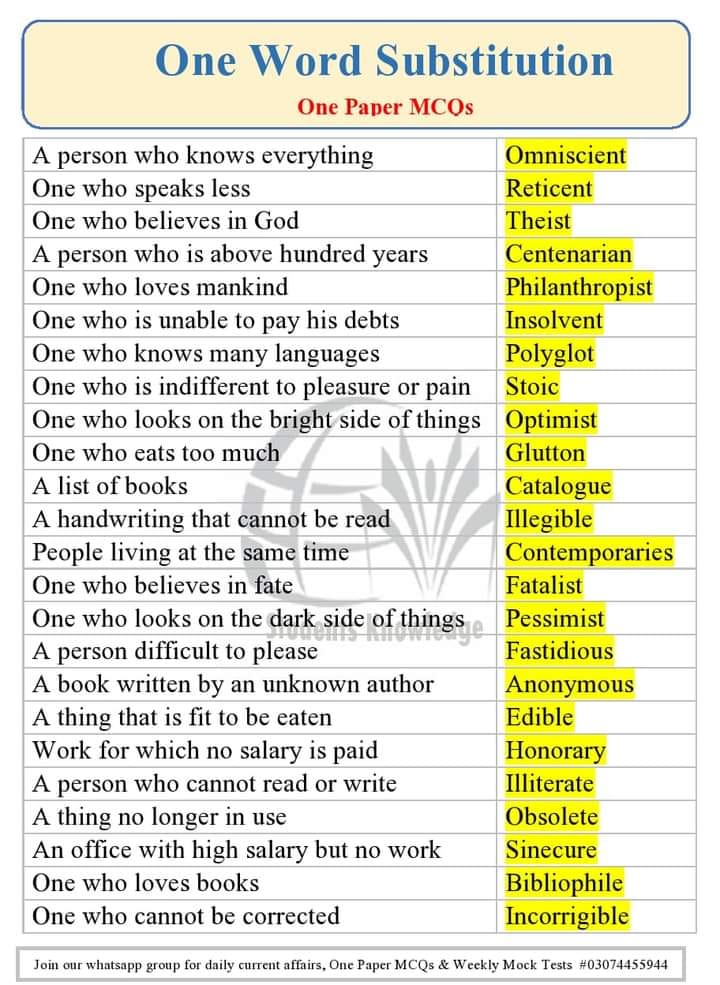 One Word Substitution
One Paper MCQs
A person who knows everything Omniscient
One who speaks less Reticent
One who believes in God Theist
A person who is above hundred years Centenarian
One who loves mankind Philanthropist
One who is unable to pay his debts Insolvent
One who knows many languages Polyglot
One who is indifferent to pleasure or pain Stoic
One who looks on the bright side of things Optimist
One who eats too much Glutton
A list of books Catalogue
A handwriting that cannot be read Illegible
People living at the same time Contemporaries
One who believes in fate Fatalist
One who looks on the dark side of things Pessimist
Students Knowledge
A person difficult to please Fastidious
A book written by an unknown author Anonymous
A thing that is fit to be eaten Edible
Work for which no salary is paid Honorary
A person who cannot read or write Illiterate
A thing no longer in use Obsolete
An office with high salary but no work Sinecure
One who loves books Bibliophile
One who cannot be corrected Incorrigible
Join our whatsapp group for daily current affairs, One Paper MCQs & Weekly Mock Tests #03074455944